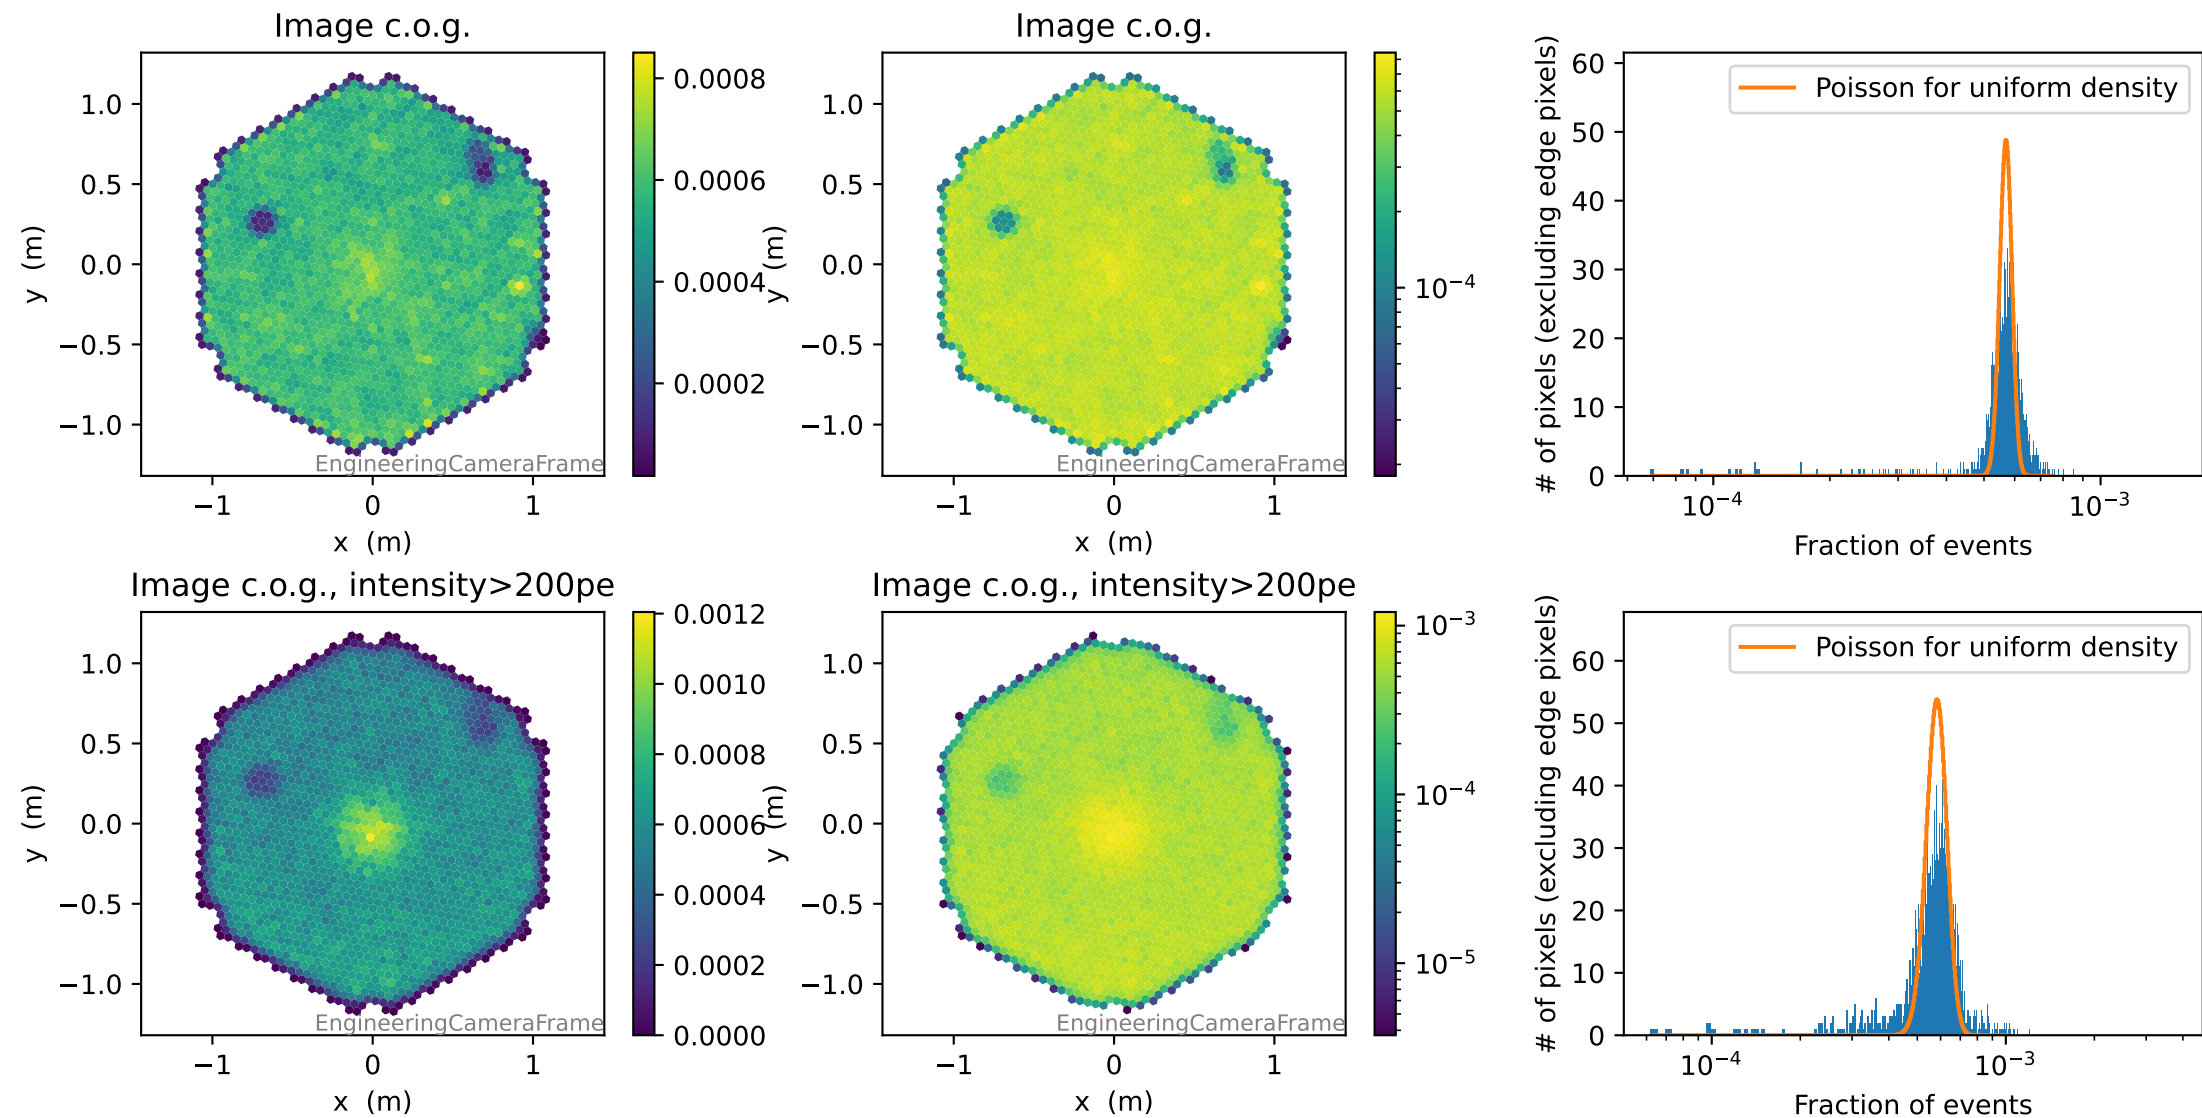 Image c.o.g.
1.0
0.5
0.0
−0.5
−1.0
y (m)
−1
0
1
x (m)
EngineeringCameraFrame
0.0008
0.0006
0.0004
0.0002
Image c.o.g.
1.0
0.5
0.0
−0.5
−1.0
y (m)
−1
0
1
x (m)
EngineeringCameraFrame
10−4
# of pixels (excluding edge pixels)
60
50
40
30
20
10
0
Poisson for uniform density
10−4
10−3
Fraction of events
Image c.o.g., intensity>200pe
1.0
0.5
0.0
−0.5
−1.0
y (m)
−1
0
1
x (m)
EngineeringCameraFrame
0.0012
0.0010
0.0008
0.0006
0.0004
0.0002
0.0000
Image c.o.g., intensity>200pe
1.0
0.5
0.0
−0.5
−1.0
y (m)
−1
0
1
x (m)
EngineeringCameraFrame
10−3
10−4
10−5
# of pixels (excluding edge pixels)
60
50
40
30
20
10
0
Poisson for uniform density
10−4
10−3
Fraction of events